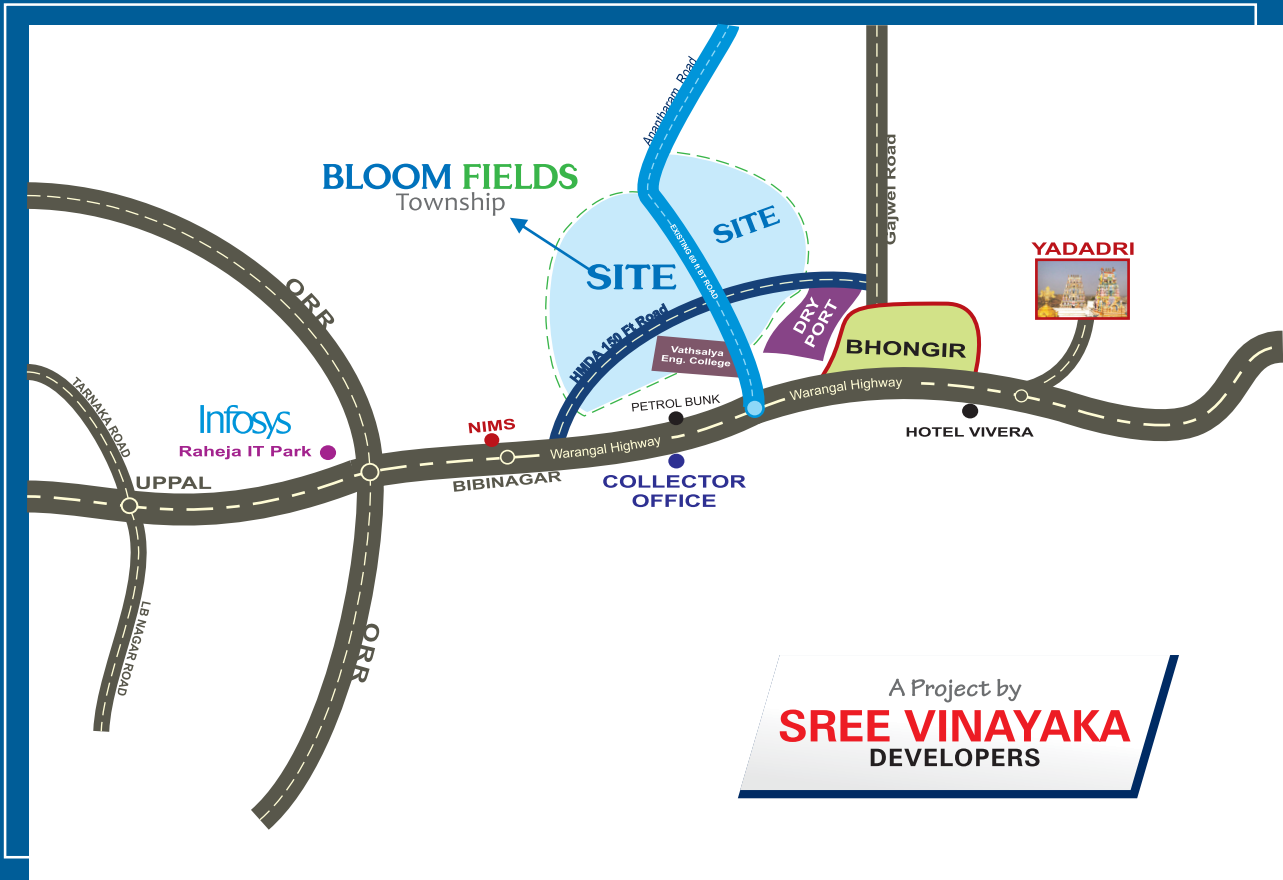 Anantharam Road
BLOOM FIELDS
Township
SITE
SITE
EXISTING 60 ft BT ROAD
HMDA 150 Ft Road
Gajwel Road
YADADRI
ORR
DRY
PORT
BHONGIR
Vathsalya
Eng. College
TARNAKA ROAD
Infosys
Raheja IT Park
PETROL BUNK
Warangal Highway
NIMS
HOTEL VIVERA
Warangal Highway
UPPAL
BIBINAGAR
COLLECTOR
OFFICE
LB NAGAR ROAD
ORR
A Project by
SREE VINAYAKA
DEVELOPERS